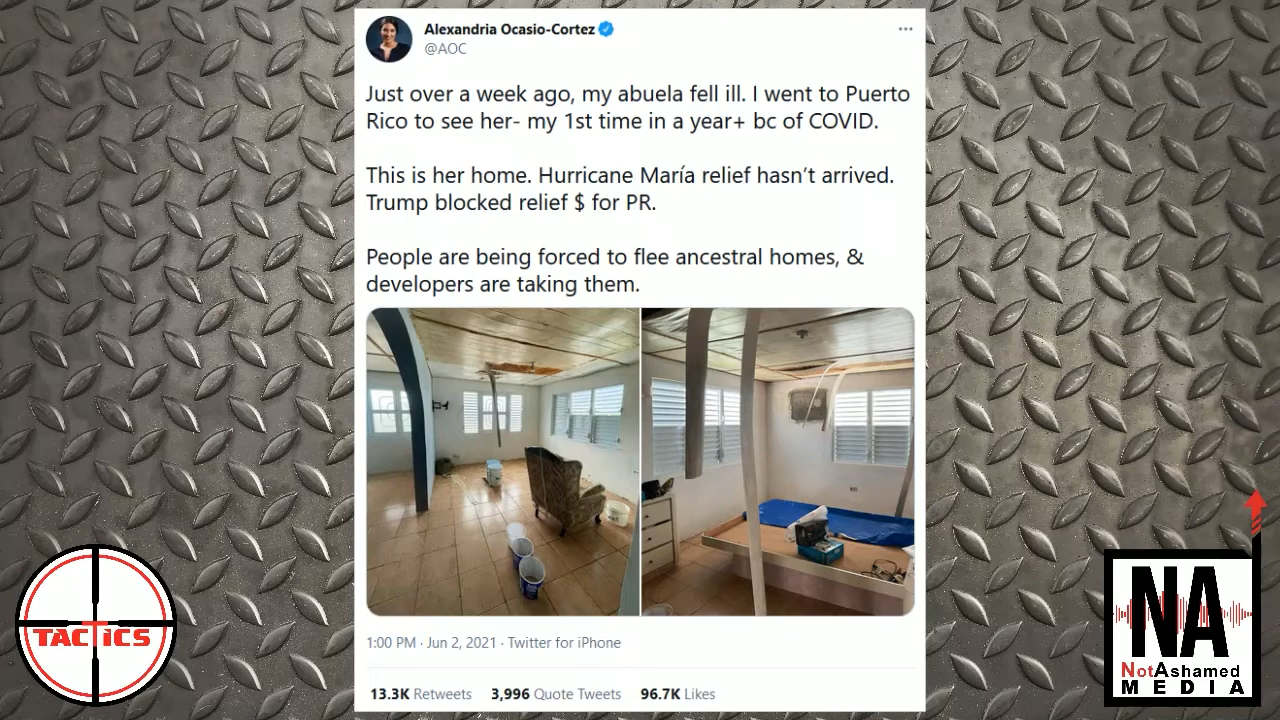 Alexandria Ocasio-Cortez
@AOC
Just over a week ago, my abuela fell ill. I went to Puerto
Rico to see her- my 1st time in a year+ bc of COVID.
This is her home. Hurricane María relief hasn't arrived.
Trump blocked relief $ for PR.
People are being forced to flee ancestral homes, &
developers are taking them.
1:00 PM · Jun 2, 2021 · Twitter for iPhone
13.3K Retweets 3,996 Quote Tweets 96.7K Likes
TACTICS
NA
NotAshamed
MEDIA